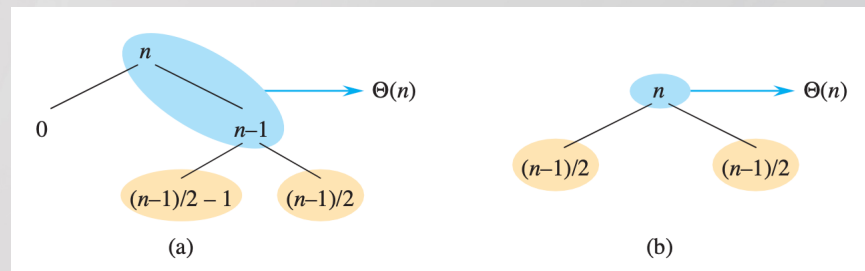 n
Θ(n)
0
n–1
(n–1)/2 – 1
(n–1)/2
(a)
n
Θ(n)
(n–1)/2
(n–1)/2
(b)